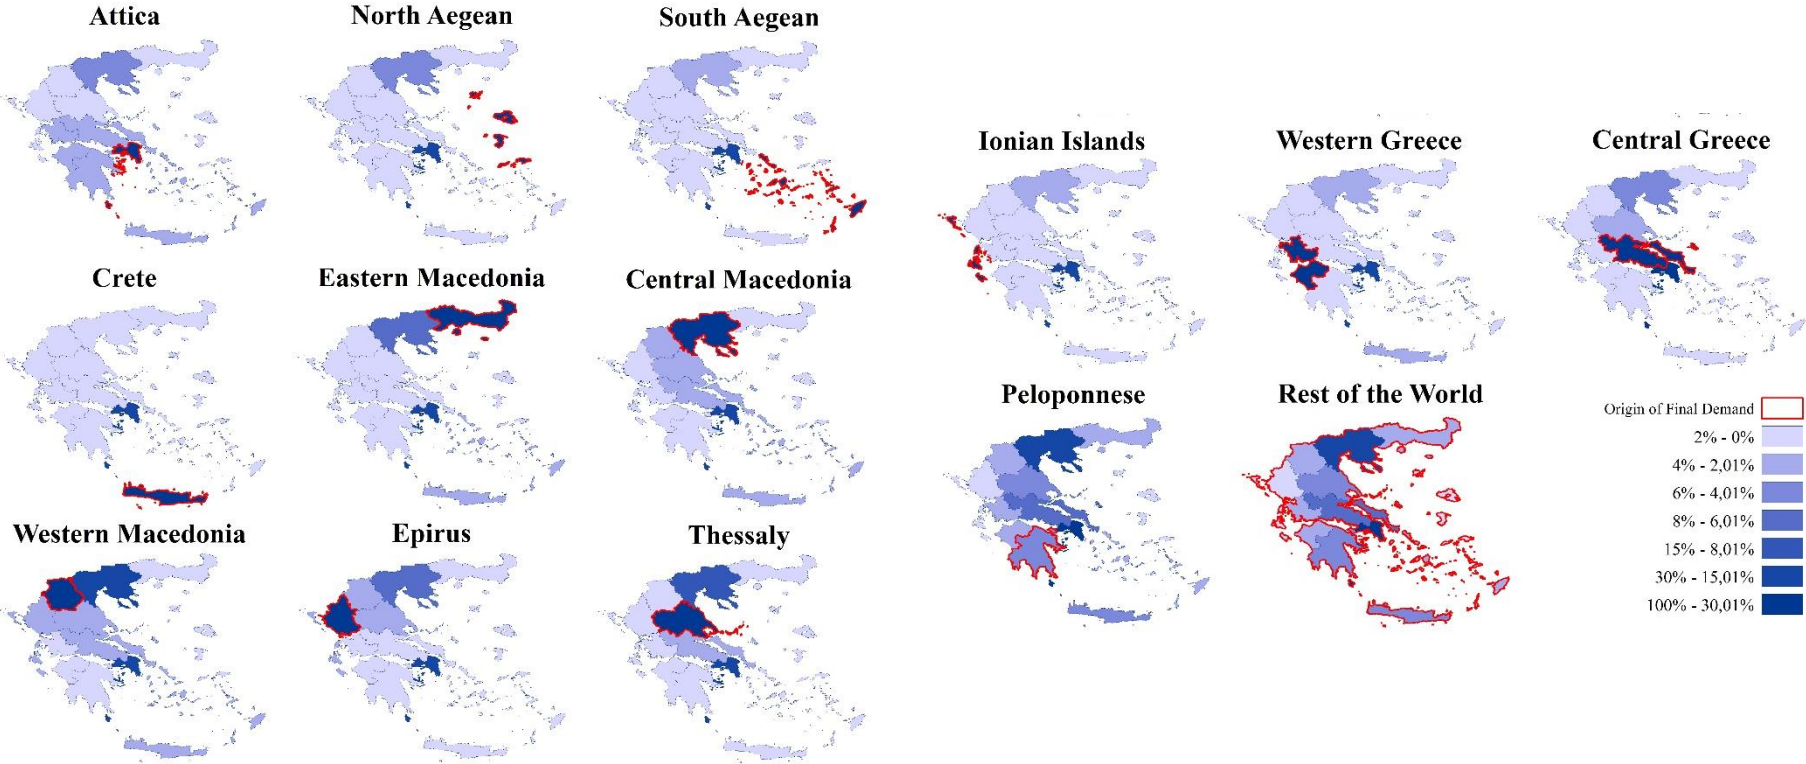 Attica
North Aegean
South Aegean
Ionian Islands
Western Greece
Central Greece
Crete
Eastern Macedonia
Central Macedonia
Peloponnese
Rest of the World
Western Macedonia
Epirus
Thessaly
Origin of Final Demand
2% - 0%
4% - 2,01%
6% - 4,01%
8% - 6,01%
15% - 8,01%
30% - 15,01%
100% - 30,01%